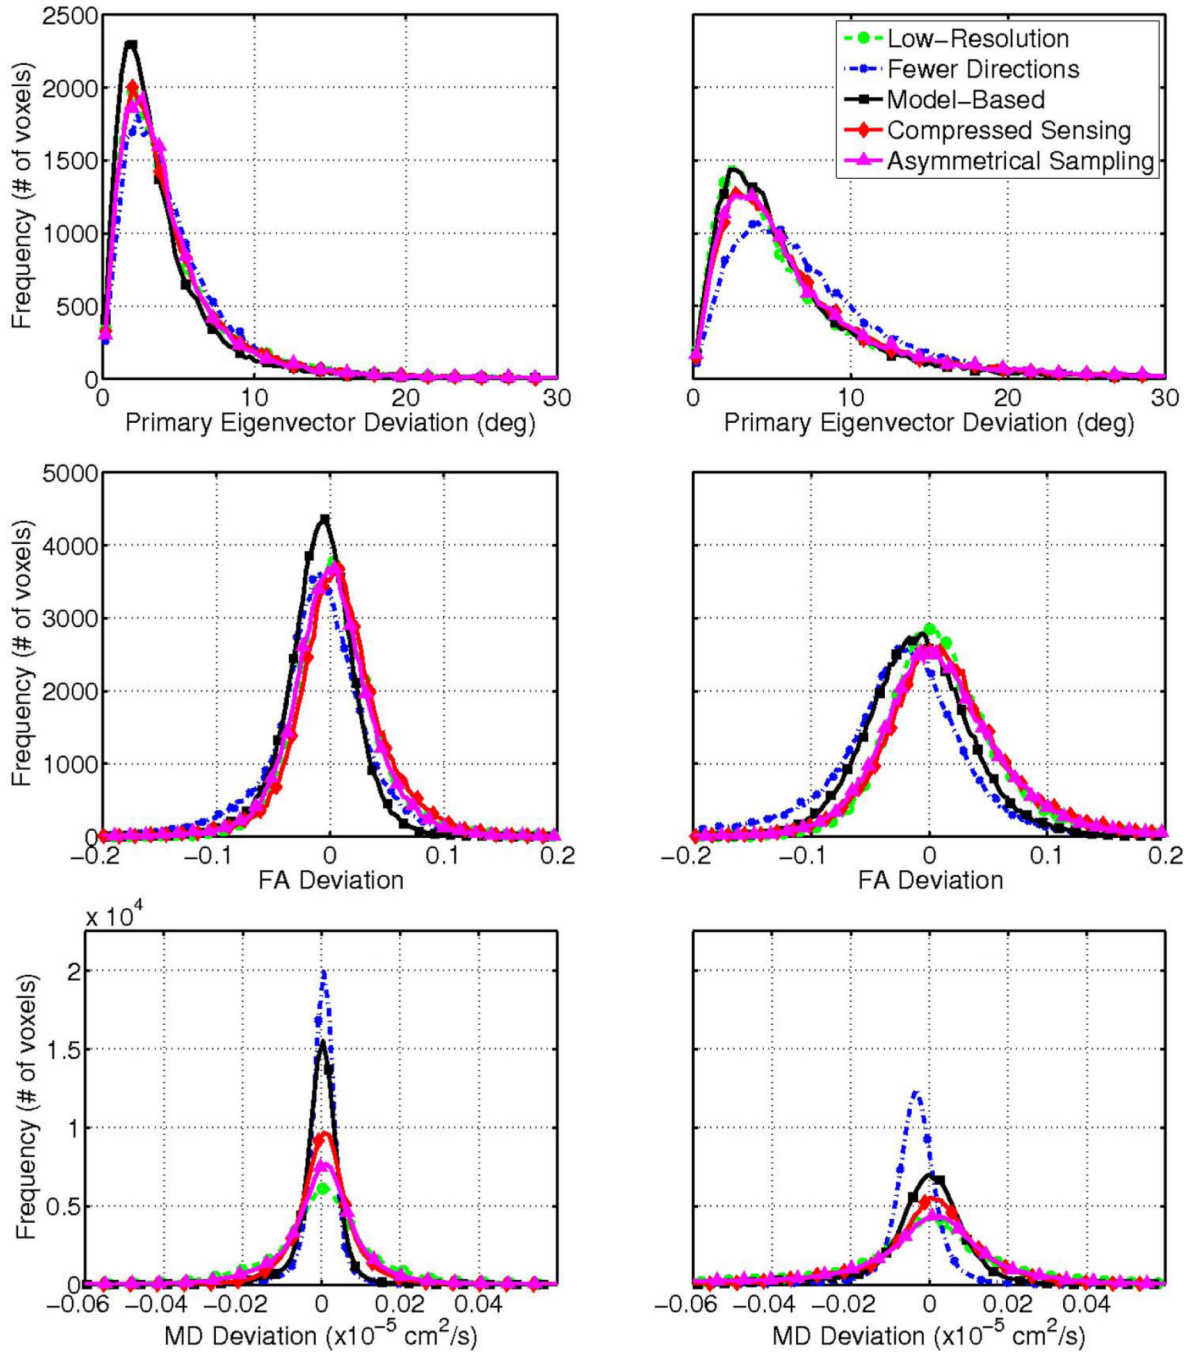 2500
2000
1500
1000
500
0
0 10 20 30
Frequency (# of voxels)
Primary Eigenvector Deviation (deg)
Low−Resolution
Fewer Directions
Model−Based
Compressed Sensing
Asymmetrical Sampling
0 10 20 30
Primary Eigenvector Deviation (deg)
5000
4000
3000
2000
1000
0
−0.2 −0.1 0 0.1 0.2
Frequency (# of voxels)
FA Deviation
−0.2 −0.1 0 0.1 0.2
FA Deviation
x 10^4
2
1.5
1
0.5
0
−0.06 −0.04 −0.02 0 0.02 0.04
Frequency (# of voxels)
MD Deviation (x10^−5 cm^2/s)
−0.06 −0.04 −0.02 0 0.02 0.04
MD Deviation (x10^−5 cm^2/s)